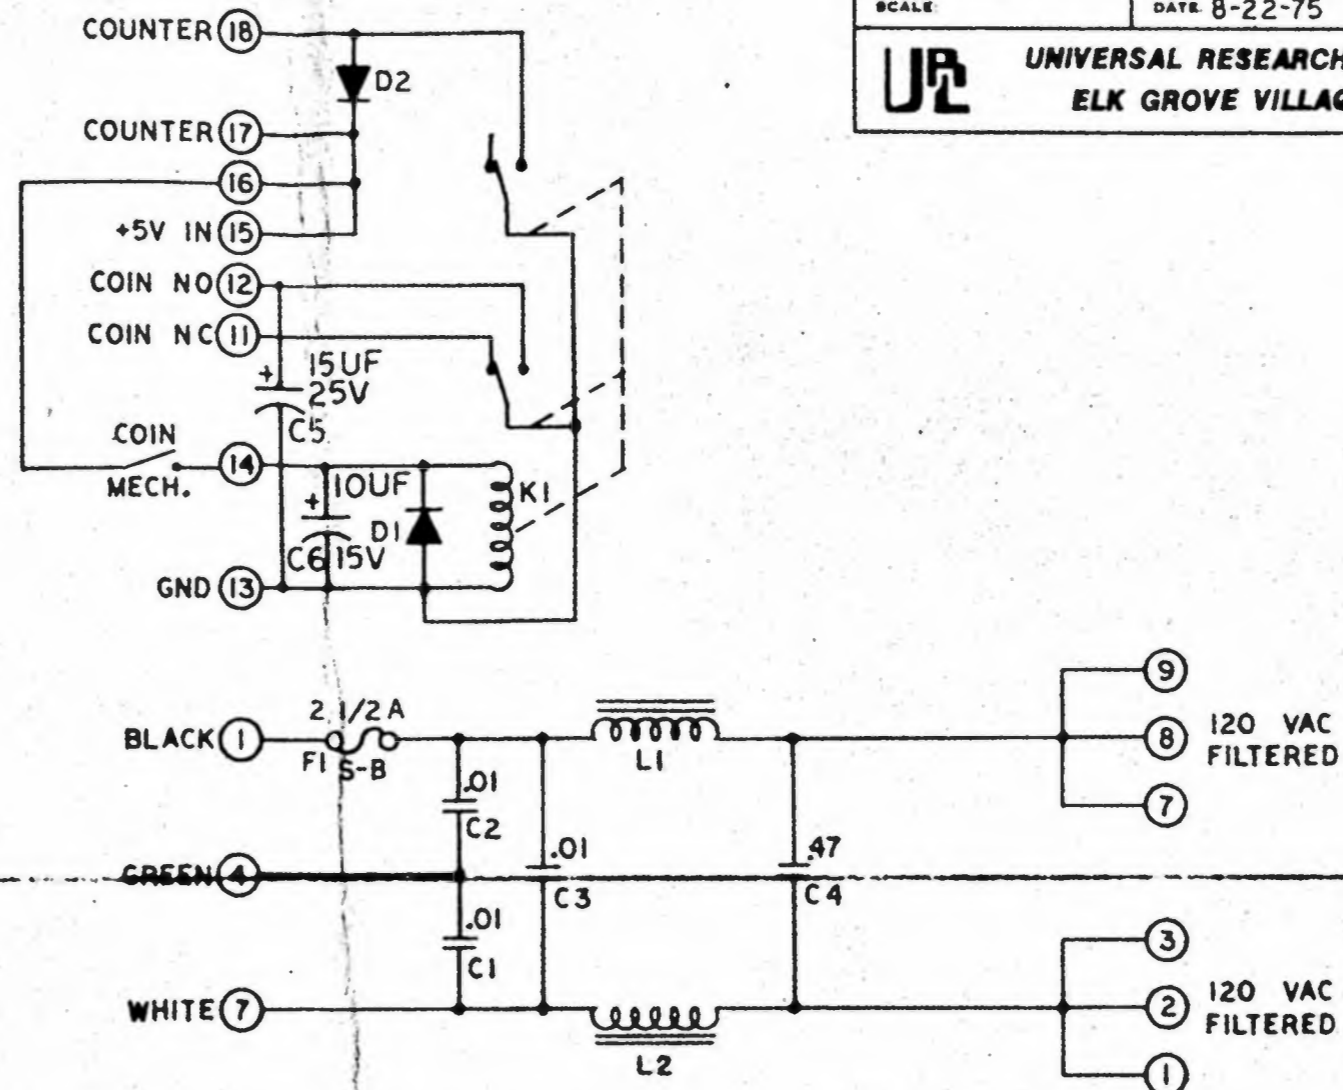 COUNTER 18
D2
COUNTER 17
16
+5V IN 15
COIN NO 12
COIN NC 11
15UF
+ 25V
C5
COIN
MECH.
14
+ 10UF
D1
K1
C6 15V
GND 13
SCALE:
DATE 8-22-75
URL
UNIVERSAL RESEARCH
ELK GROVE VILLAG
BLACK 1
2 1/2A
F1 S-B
L1
.01
C2
GREEN 4
.01
C3
.47
C4
.01
C1
WHITE 7
L2
9
8
7
120 VAC
FILTERED
3
2
1
120 VAC
FILTERED